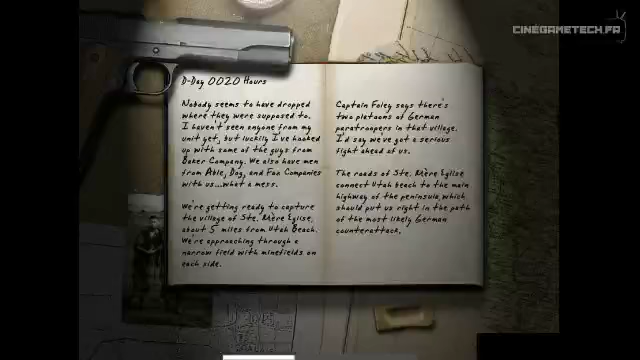 CINEGAMETECH.FR
D-Day 0020 Hours
Nobody seems to have dropped
where they were supposed to.
I haven't seen anyone from my
unit yet, but luckily I've hooked
up with some of the guys from
Baker Company. We also have men
from Able, Dog, and Fox Companies
with us...what a mess.
We're getting ready to capture
the village of Ste. Mère Eglise,
about 5 miles from Utah Beach.
We're approaching through a
narrow field with minefields on
each side.
Captain Foley says there's
two platoons of German
paratroopers in that village.
I'd say we've got a serious
fight ahead of us.
The roads of Ste. Mère Eglise
connect Utah beach to the main
highway of the peninsula, which
should put us right in the path
of the most likely German
counterattack.